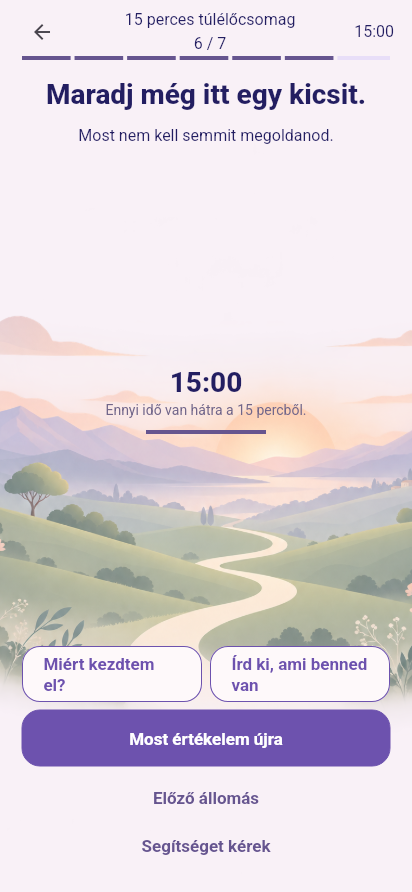 15 perces túlélőcsomag
15:00
6 / 7
Maradj még itt egy kicsit.
Most nem kell semmit megoldanod.
15:00
Ennyi idő van hátra a 15 percből.
Miért kezdtem
el?
Írd ki, ami benned
van
Most értékelem újra
Előző állomás
Segítséget kérek